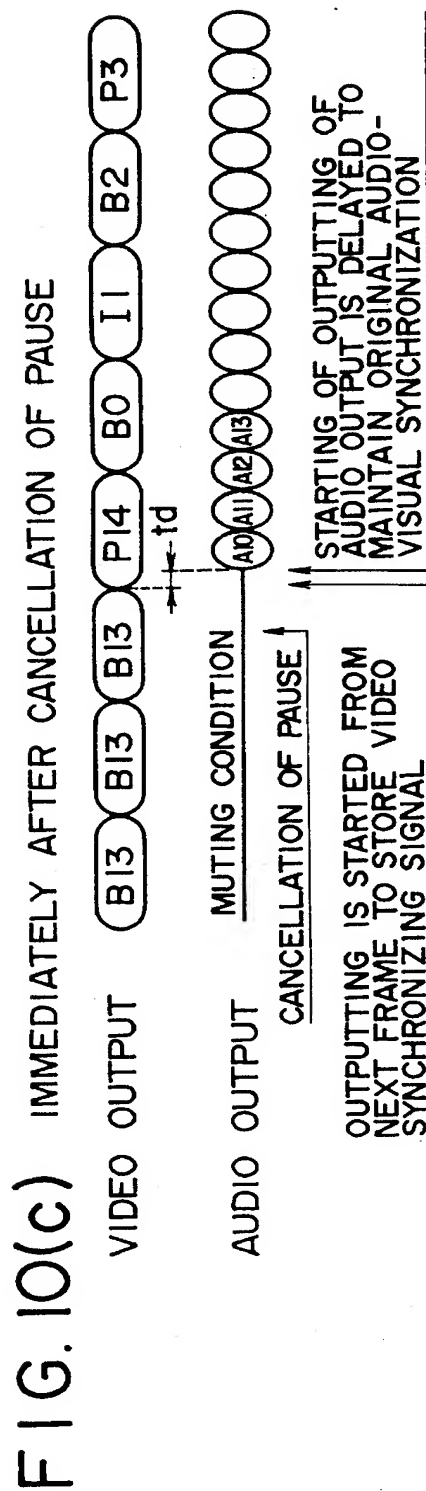 FIG. 10(c) IMMEDIATELY AFTER CANCELLATION OF PAUSE
VIDEO OUTPUT B13 B13 B13 P14 B0 I1 B2 P3
td
AUDIO OUTPUT MUTING CONDITION A10 A11 A12 A13
CANCELLATION OF PAUSE
OUTPUTTING IS STARTED FROM
NEXT FRAME TO STORE VIDEO
SYNCHRONIZING SIGNAL
STARTING OF OUTPUTTING OF
AUDIO OUTPUT IS DELAYED TO
MAINTAIN ORIGINAL AUDIO-
VISUAL SYNCHRONIZATION